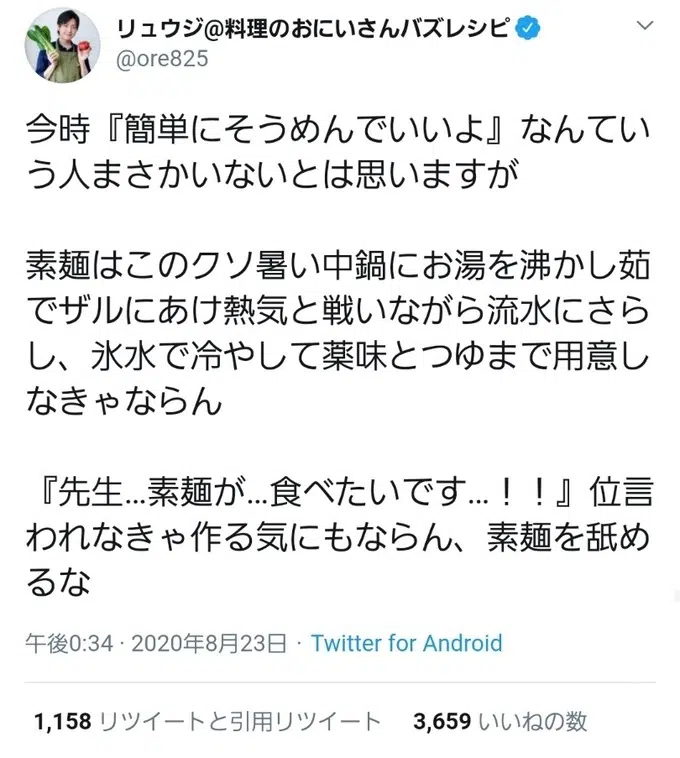 リュウジ@料理のおにいさんバズレシピ
@ore825
今時『簡単にそうめんでいいよ』なんてい
う人まさかいないとは思いますが
素麺はこのクソ暑い中鍋にお湯を沸かし茹
でザルにあけ熱気と戦いながら流水にさら
し、氷水で冷やして薬味とつゆまで用意し
なきゃならん
『先生...素麺が...食べたいです...！！』位言
われなきゃ作る気にもならん、素麺を舐め
るな
午後0:34 · 2020年8月23日 · Twitter for Android
1,158 リツイートと引用リツイート 3,659 いいねの数